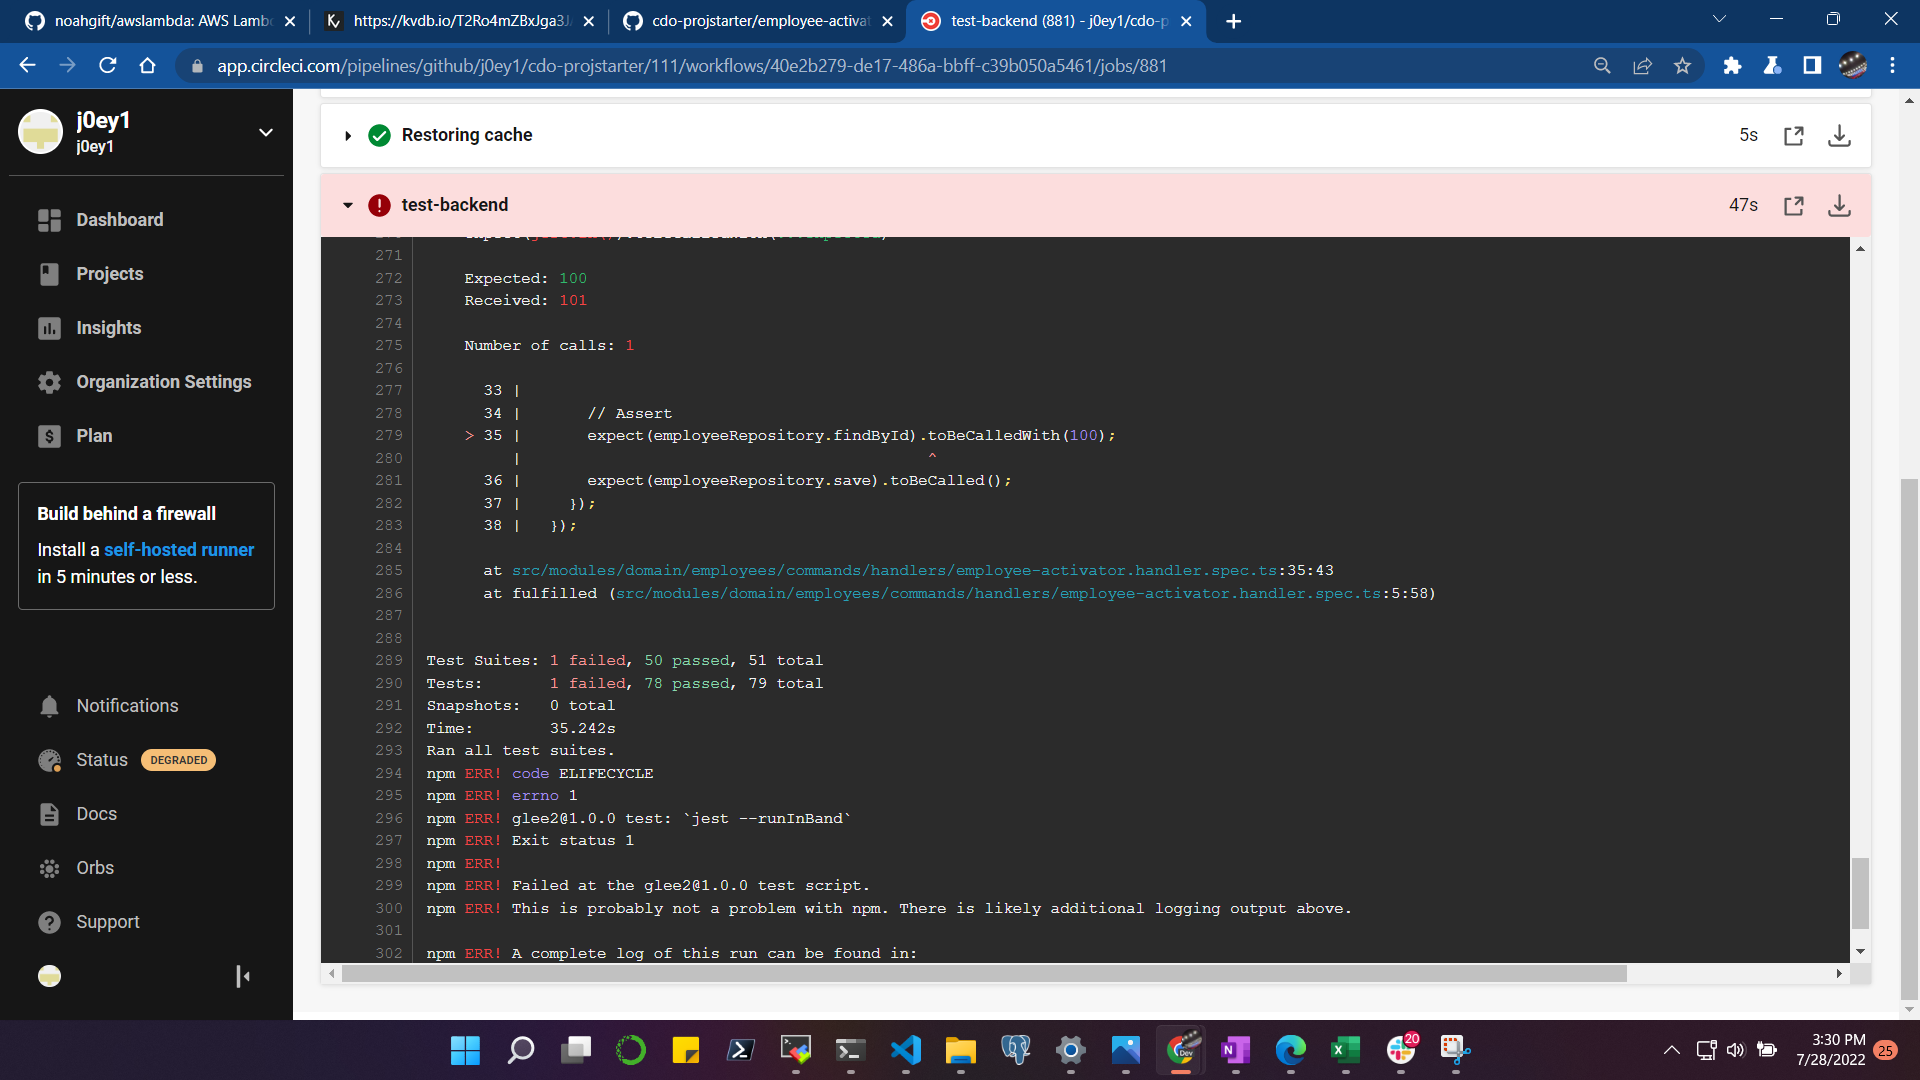 noahgift/awslambda: AWS Lamb
https://kvdb.io/T2Ro4mZBxJga3J
cdo-projstarter/employee-activat
test-backend (881) - j0ey1/cdo-p
app.circleci.com/pipelines/github/j0ey1/cdo-projstarter/111/workflows/40e2b279-de17-486a-bbff-c39b050a5461/jobs/881
j0ey1
j0ey1
Dashboard
Projects
Insights
Organization Settings
Plan
Build behind a firewall
Install a self-hosted runner
in 5 minutes or less.
Notifications
Status DEGRADED
Docs
Orbs
Support
Restoring cache 5s
test-backend 47s
271
272 Expected: 100
273 Received: 101
274
275 Number of calls: 1
276
277 33 |
278 34 | // Assert
279 > 35 | expect(employeeRepository.findById).toBeCalledWith(100);
280 | ^
281 36 | expect(employeeRepository.save).toBeCalled();
282 37 | });
283 38 | });
284
285 at src/modules/domain/employees/commands/handlers/employee-activator.handler.spec.ts:35:43
286 at fulfilled (src/modules/domain/employees/commands/handlers/employee-activator.handler.spec.ts:5:58)
287
288
289 Test Suites: 1 failed, 50 passed, 51 total
290 Tests: 1 failed, 78 passed, 79 total
291 Snapshots: 0 total
292 Time: 35.242s
293 Ran all test suites.
294 npm ERR! code ELIFECYCLE
295 npm ERR! errno 1
296 npm ERR! glee2@1.0.0 test: `jest --runInBand`
297 npm ERR! Exit status 1
298 npm ERR!
299 npm ERR! Failed at the glee2@1.0.0 test script.
300 npm ERR! This is probably not a problem with npm. There is likely additional logging output above.
301
302 npm ERR! A complete log of this run can be found in:
Dev
20
3:30 PM
7/28/2022
25